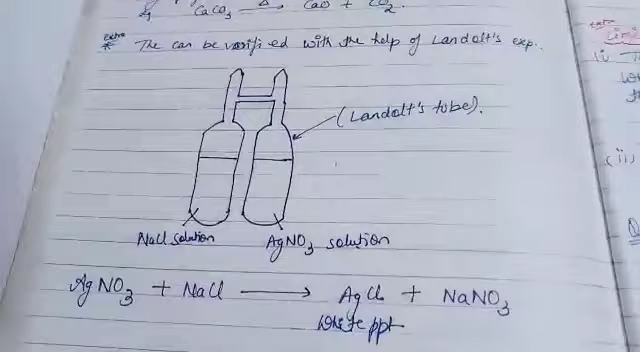 CaCO3 → CaO + CO2.
extra
* The can be verified with the help of Landolt's exp.
(Landolt's tube).
NaCl solution
AgNO3 solution
AgNO3 + NaCl → AgCl + NaNO3
White ppt
(i
(ii)